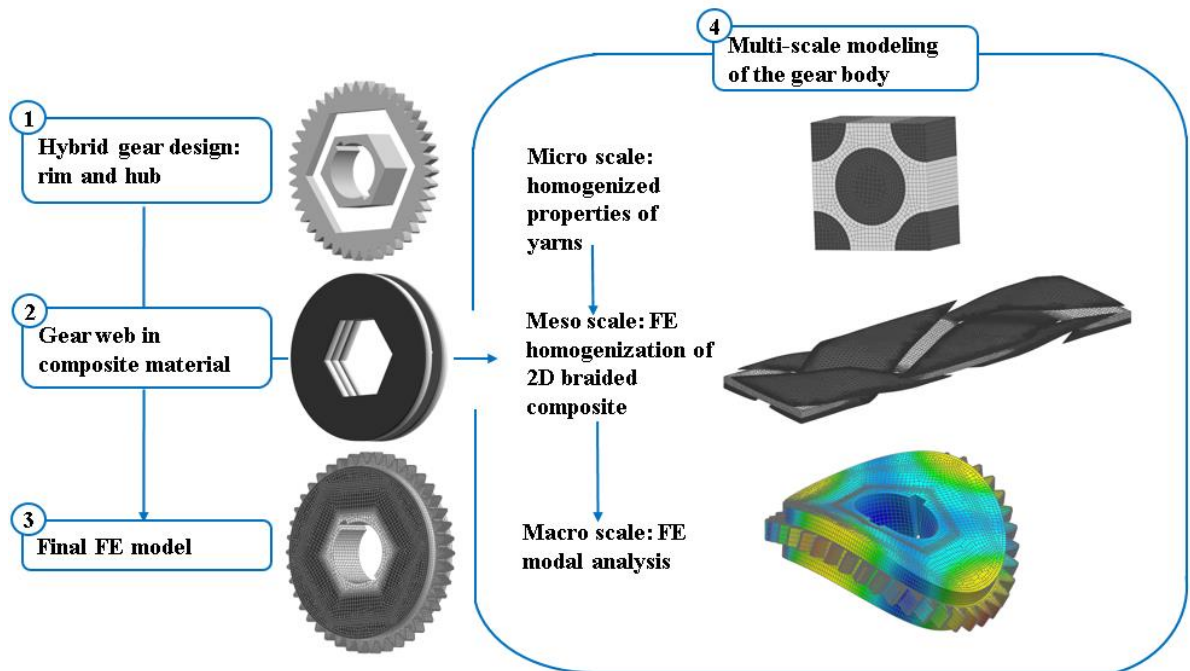 1
Hybrid gear design:
rim and hub
2
Gear web in
composite material
3
Final FE model
4
Multi-scale modeling
of the gear body
Micro scale:
homogenized
properties of
yarns
Meso scale: FE
homogenization of
2D braided
composite
Macro scale: FE
modal analysis